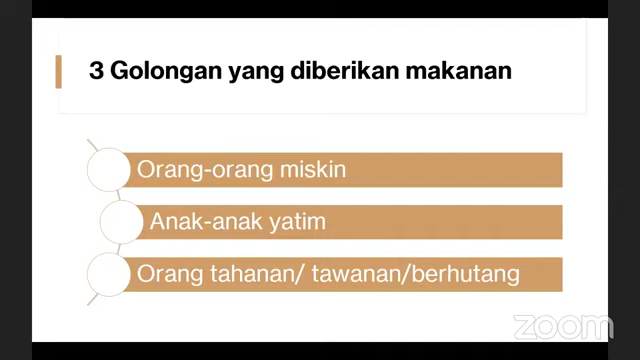 3 Golongan yang diberikan makanan
Orang-orang miskin
Anak-anak yatim
Orang tahanan/ tawanan/berhutang
zoom